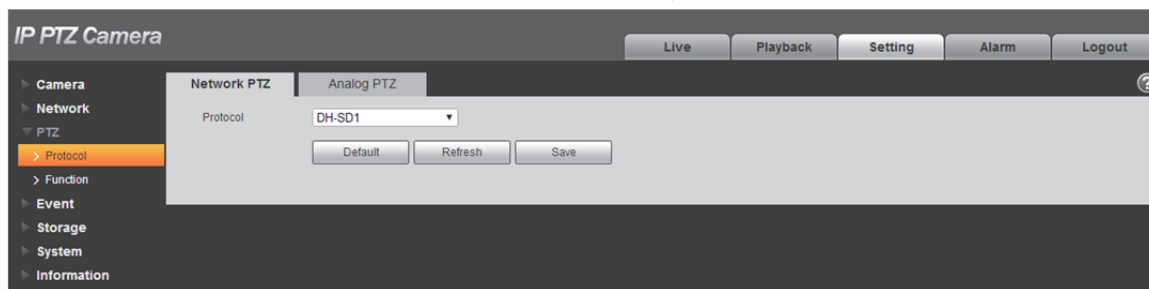 IP PTZ Camera
Live Playback Setting Alarm Logout
Camera
Network
PTZ
Protocol
Function
Event
Storage
System
Information
Network PTZ Analog PTZ
?
Protocol DH-SD1
Default Refresh Save